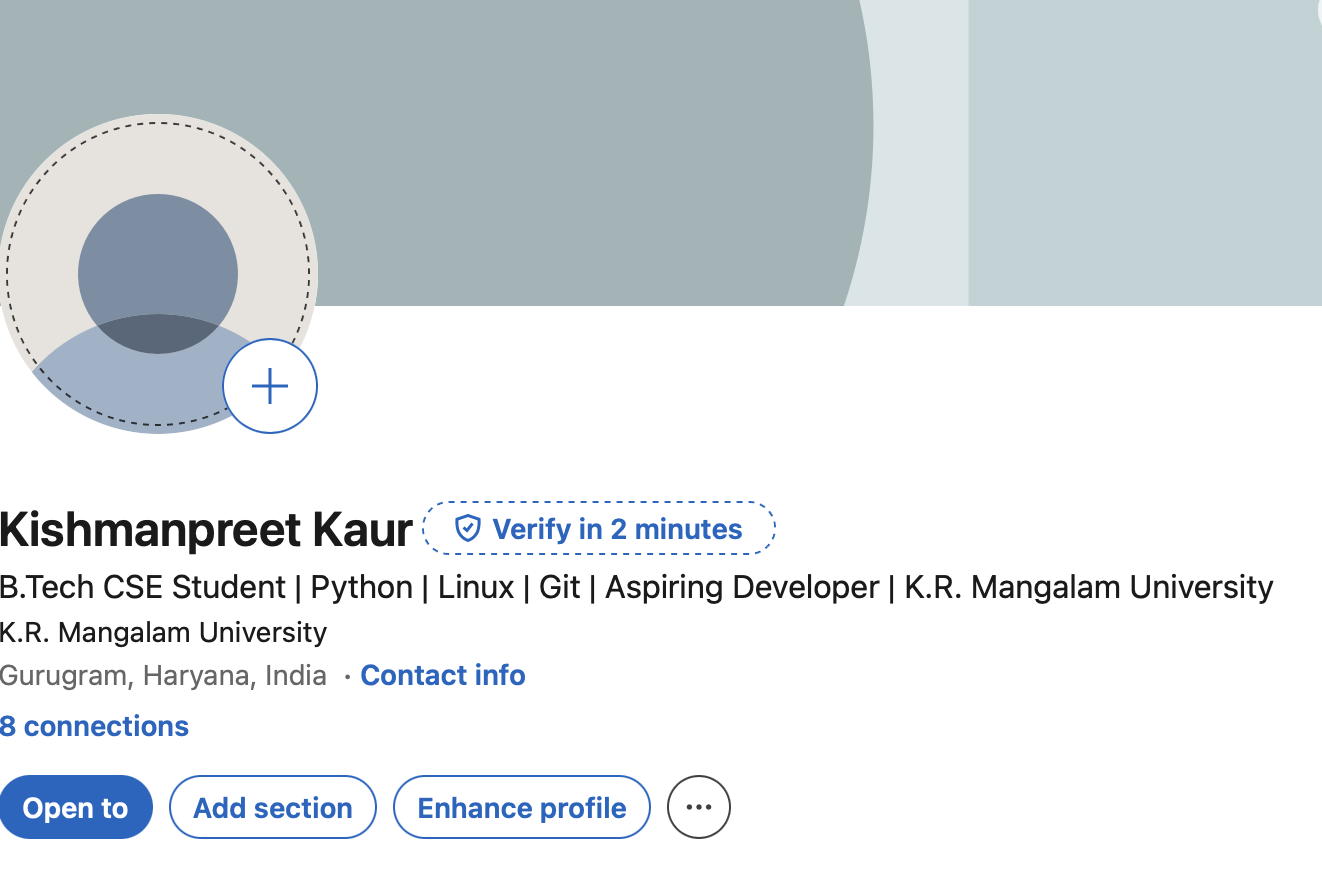 Kishmanpreet Kaur Verify in 2 minutes
B.Tech CSE Student | Python | Linux | Git | Aspiring Developer | K.R. Mangalam University
K.R. Mangalam University
Gurugram, Haryana, India · Contact info
8 connections
Open to Add section Enhance profile ...